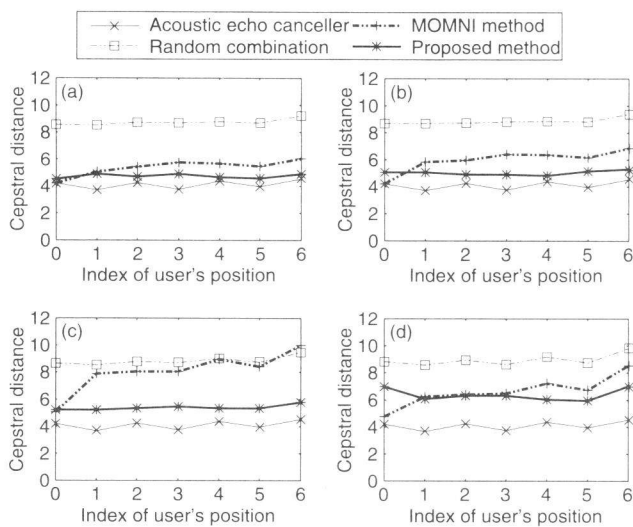 Acoustic echo canceller
MOMNI method
Random combination
Proposed method
(a)
Cepstral distance
12
10
8
6
4
2
0
0 1 2 3 4 5 6
Index of user's position
(b)
Cepstral distance
12
10
8
6
4
2
0
0 1 2 3 4 5 6
Index of user's position
(c)
Cepstral distance
12
10
8
6
4
2
0
0 1 2 3 4 5 6
Index of user's position
(d)
Cepstral distance
12
10
8
6
4
2
0
0 1 2 3 4 5 6
Index of user's position